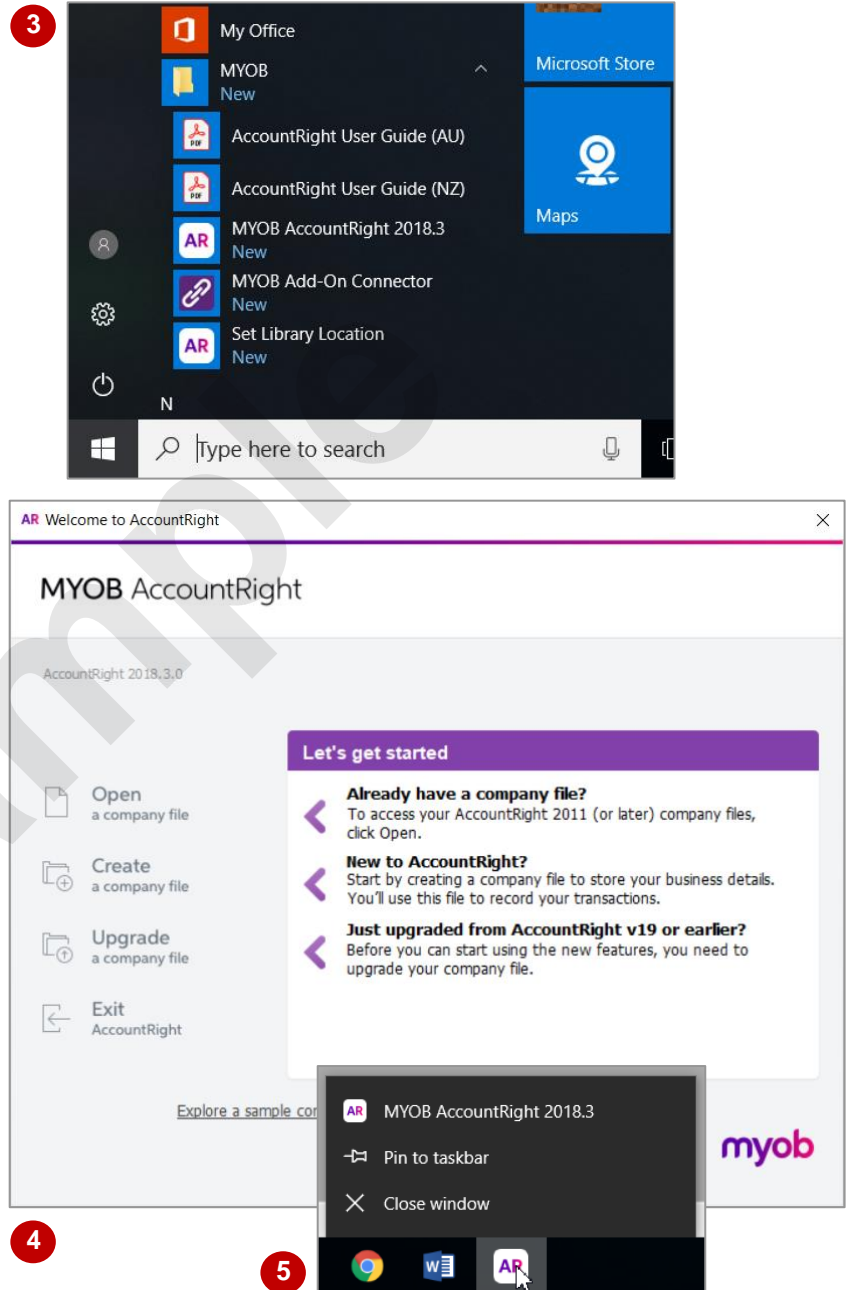 3
My Office
MYOB
New
AccountRight User Guide (AU)
AccountRight User Guide (NZ)
AR MYOB AccountRight 2018.3
New
MYOB Add-On Connector
New
AR Set Library Location
New
N
Microsoft Store
Maps
Type here to search
AR Welcome to AccountRight
MYOB AccountRight
AccountRight 2018.3.0
Open
a company file
Create
a company file
Upgrade
a company file
Exit
AccountRight
Let's get started
Already have a company file?
To access your AccountRight 2011 (or later) company files,
click Open.
New to AccountRight?
Start by creating a company file to store your business details.
You'll use this file to record your transactions.
Just upgraded from AccountRight v19 or earlier?
Before you can start using the new features, you need to
upgrade your company file.
Explore a sample
myob
4
AR MYOB AccountRight 2018.3
Pin to taskbar
Close window
5
AR